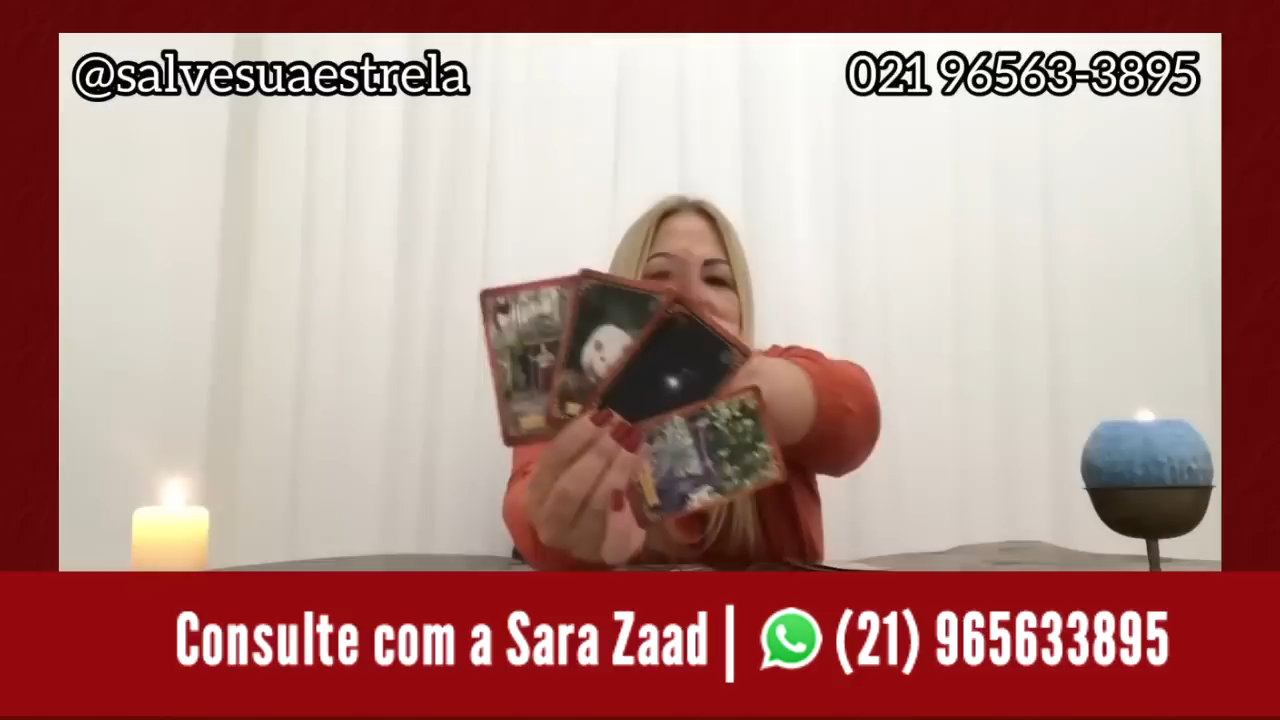 @salvesuaestrela
021 96563-3895
Consulte com a Sara Zaad | (21) 965633895